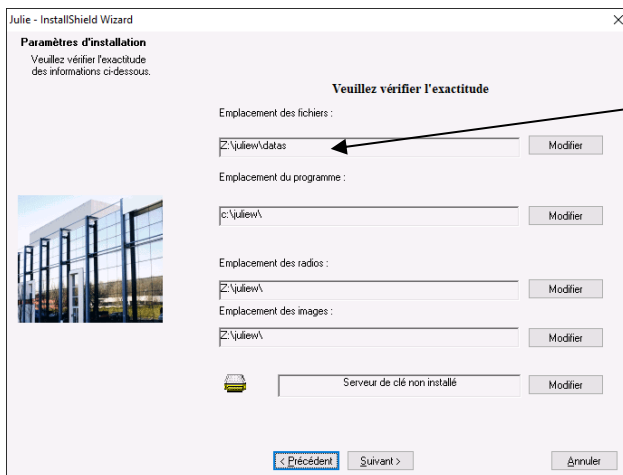 Julie - InstallShield Wizard
Paramètres d'installation
Veuillez vérifier l'exactitude
des informations ci-dessous.
Veuillez vérifier l'exactitude
Emplacement des fichiers :
Z:\juliew\datas
Modifier
Emplacement du programme :
c:\juliew\
Modifier
Emplacement des radios :
Z:\juliew\
Modifier
Emplacement des images :
Z:\juliew\
Modifier
Serveur de clé non installé
Modifier
< Précédent
Suivant >
Annuler